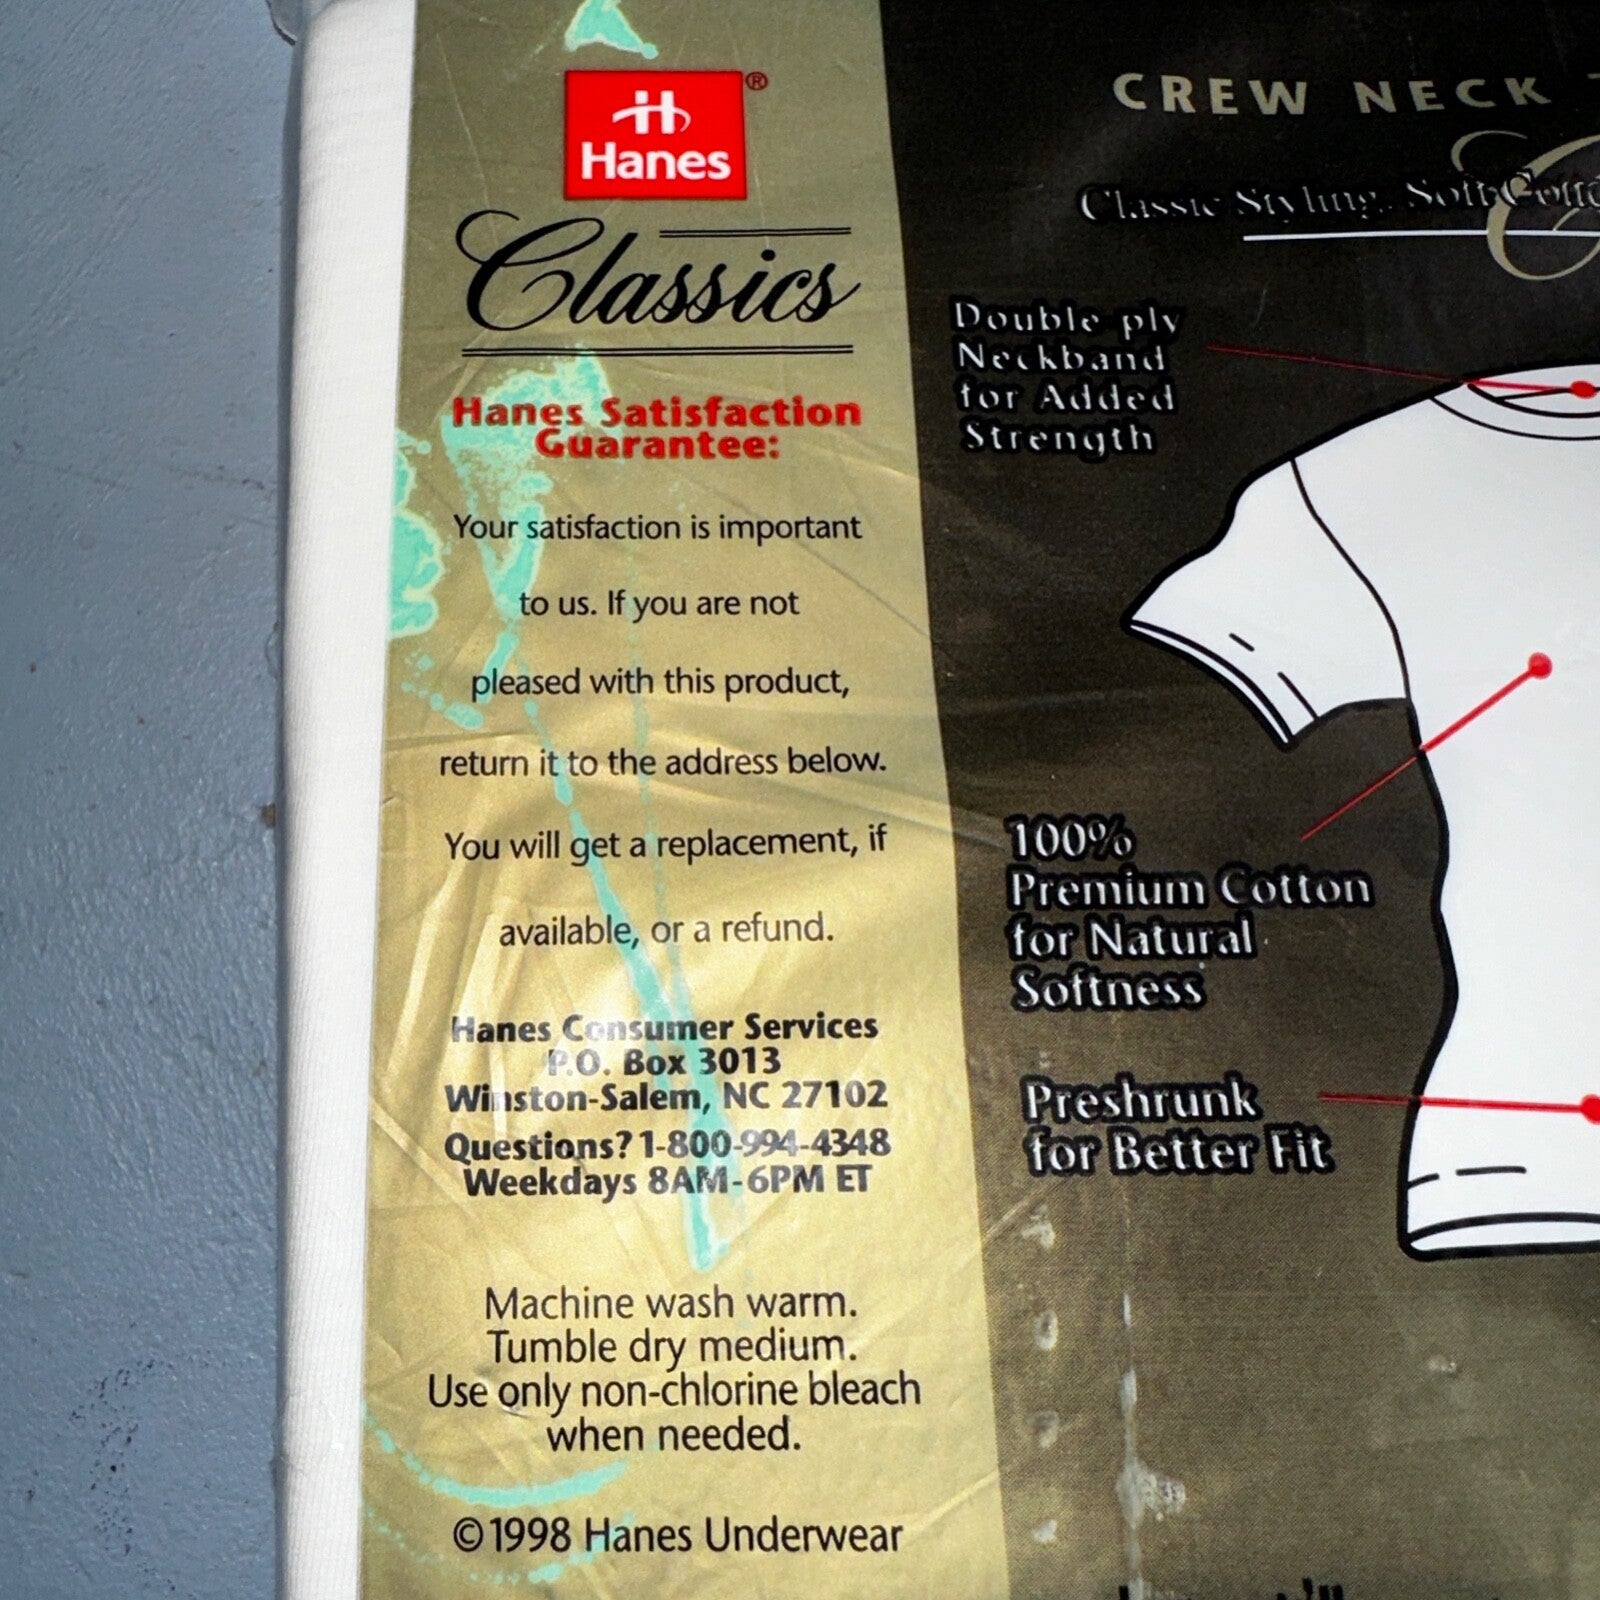 Hanes®
Classics
Hanes Satisfaction
Guarantee:
Your satisfaction is important
to us. If you are not
pleased with this product,
return it to the address below.
You will get a replacement, if
available, or a refund.
Hanes Consumer Services
P.O. Box 3013
Winston-Salem, NC 27102
Questions? 1-800-994-4348
Weekdays 8AM-6PM ET
Machine wash warm.
Tumble dry medium.
Use only non-chlorine bleach
when needed.
©1998 Hanes Underwear
CREW NECK
Classic Styling, Soft
Double-ply
Neckband
for Added
Strength
100%
Premium Cotton
for Natural
Softness
Preshrunk
for Better Fit